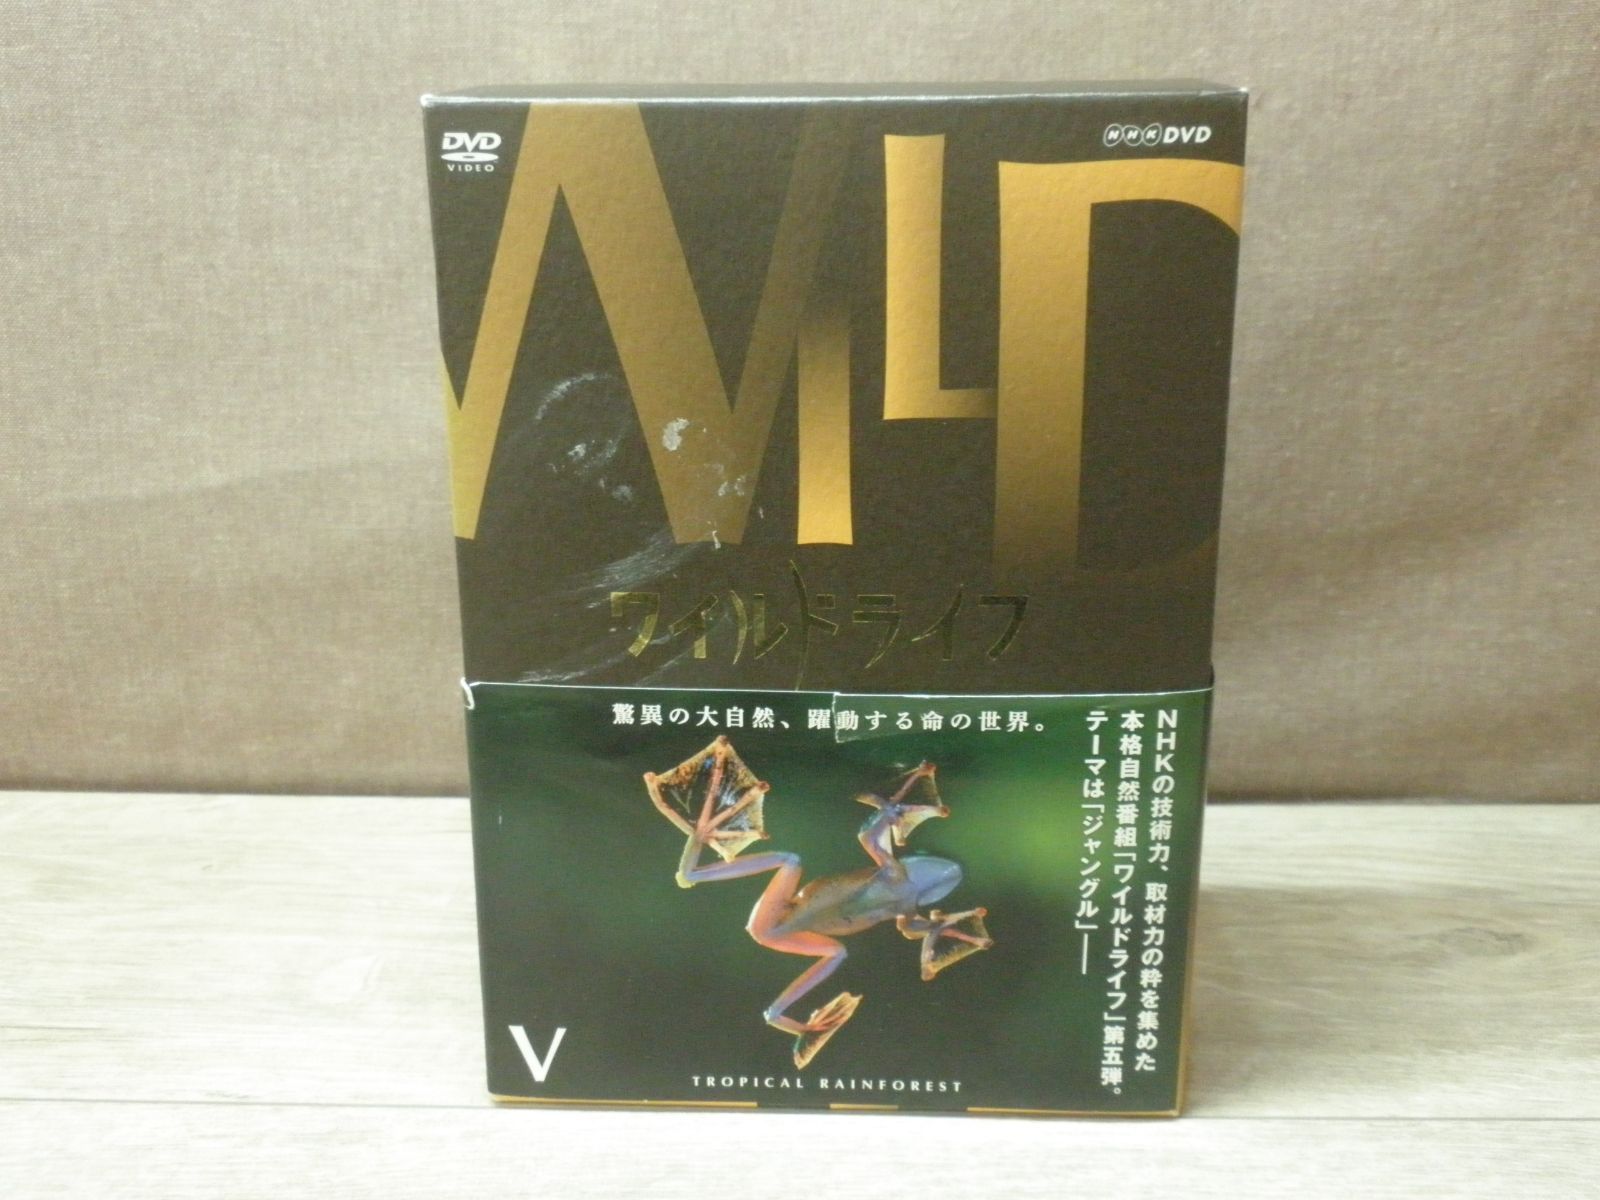 DVD
VIDEO
NHK DVD
WILD
ワイルドライフ
驚異の大自然、躍動する命の世界。
NHKの技術力、取材力の粋を集めた
本格自然番組「ワイルドライフ」第五弾。
テーマは「ジャングル」──
V
TROPICAL RAINFOREST